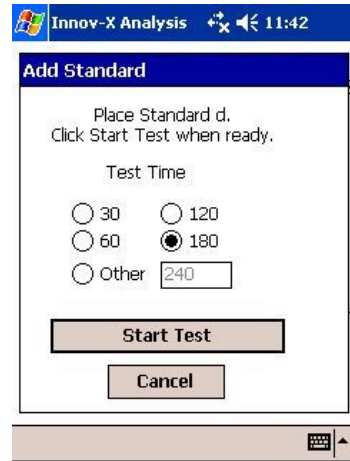 Innov-X Analysis 11:42
Add Standard
Place Standard d.
Click Start Test when ready.
Test Time
30 120
60 180
Other 240
Start Test
Cancel